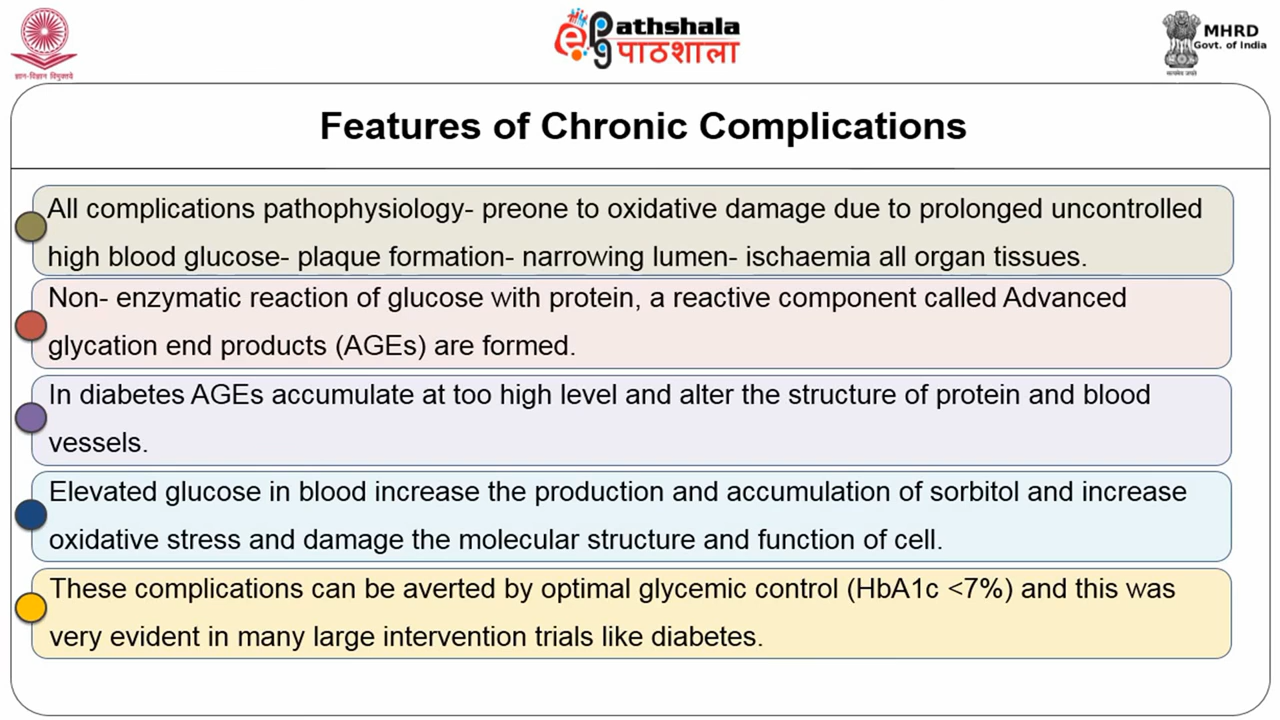 ज्ञान-विज्ञान विमुक्तये
ePG Pathshala
पाठशाला
MHRD
Govt. of India
सत्यमेव जयते
Features of Chronic Complications
All complications pathophysiology- preone to oxidative damage due to prolonged uncontrolled
high blood glucose- plaque formation- narrowing lumen- ischaemia all organ tissues.
Non- enzymatic reaction of glucose with protein, a reactive component called Advanced
glycation end products (AGEs) are formed.
In diabetes AGEs accumulate at too high level and alter the structure of protein and blood
vessels.
Elevated glucose in blood increase the production and accumulation of sorbitol and increase
oxidative stress and damage the molecular structure and function of cell.
These complications can be averted by optimal glycemic control (HbA1c <7%) and this was
very evident in many large intervention trials like diabetes.